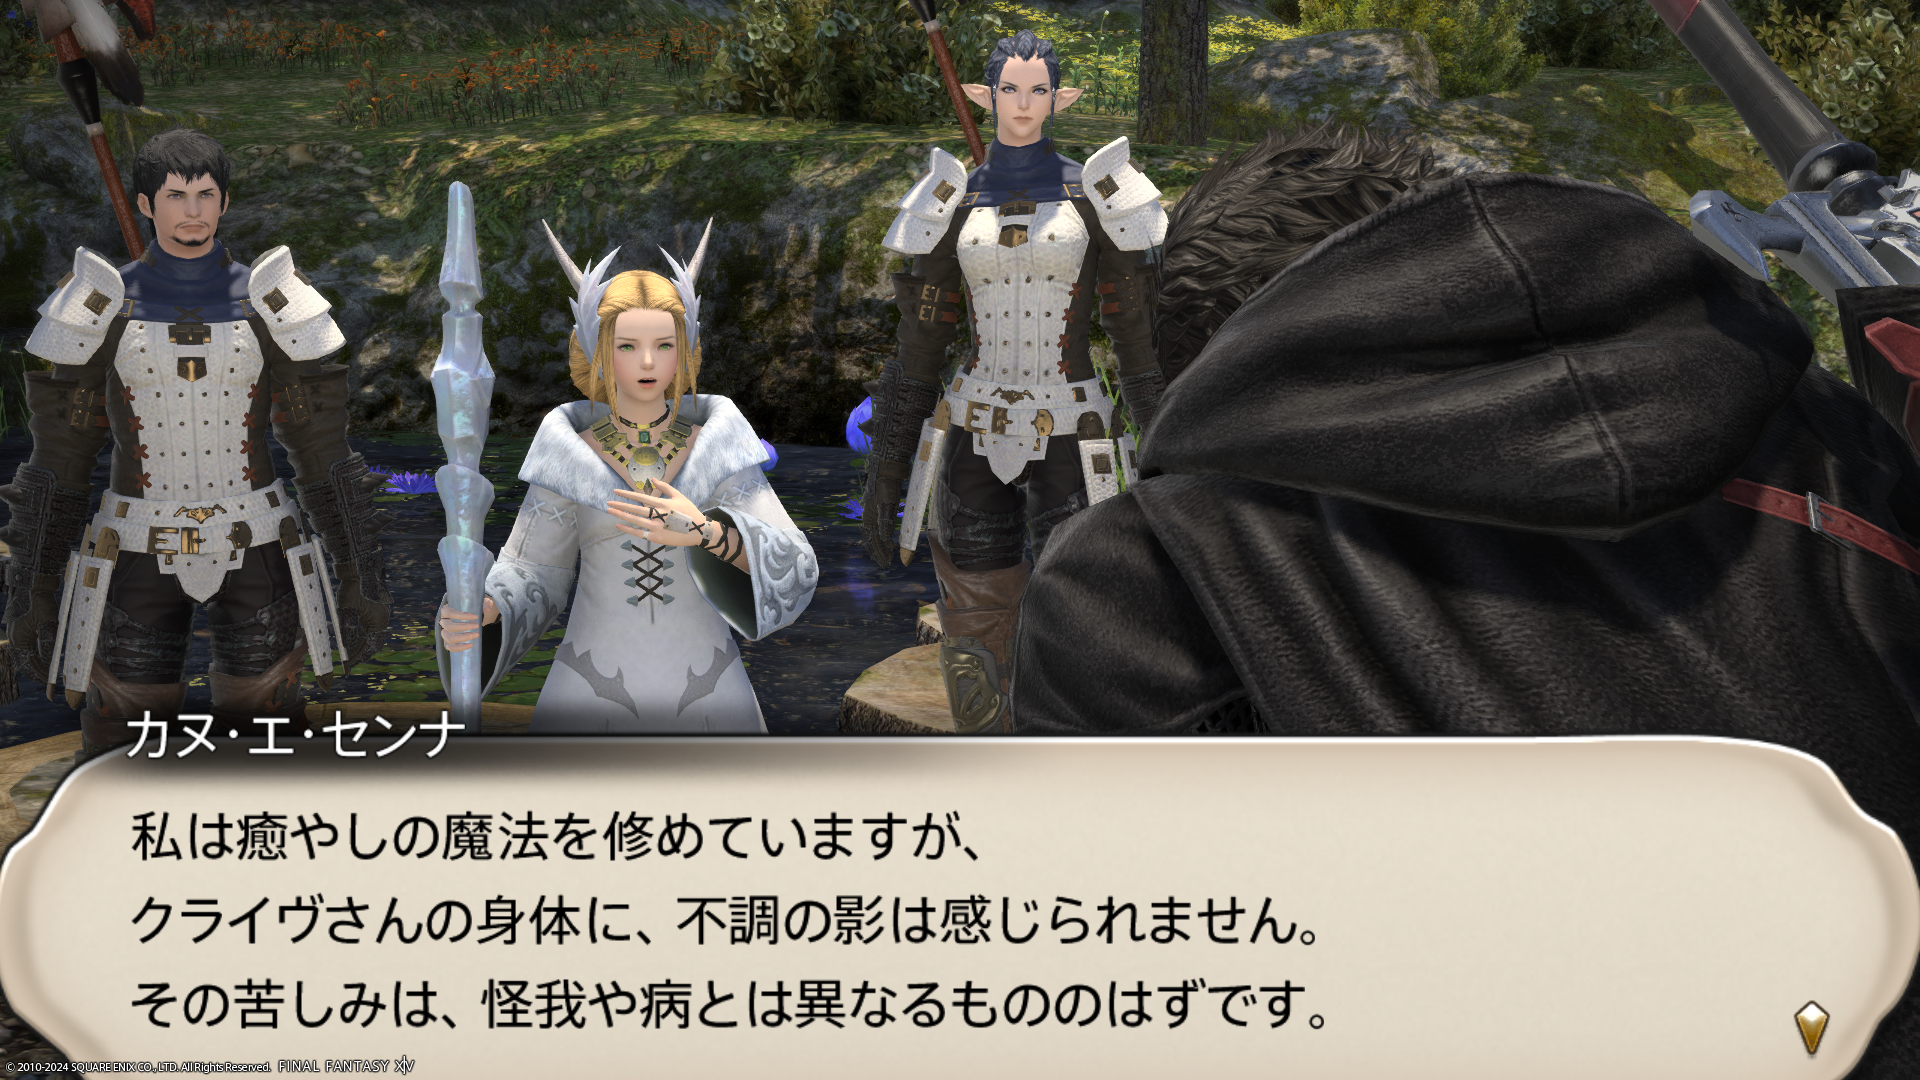 カヌ・エ・センナ
私は癒やしの魔法を修めていますが、
クライヴさんの身体に、不調の影は感じられません。
その苦しみは、怪我や病とは異なるもののはずです。
© 2010-2024 SQUARE ENIX CO., LTD. All Rights Reserved. FINAL FANTASY XIV